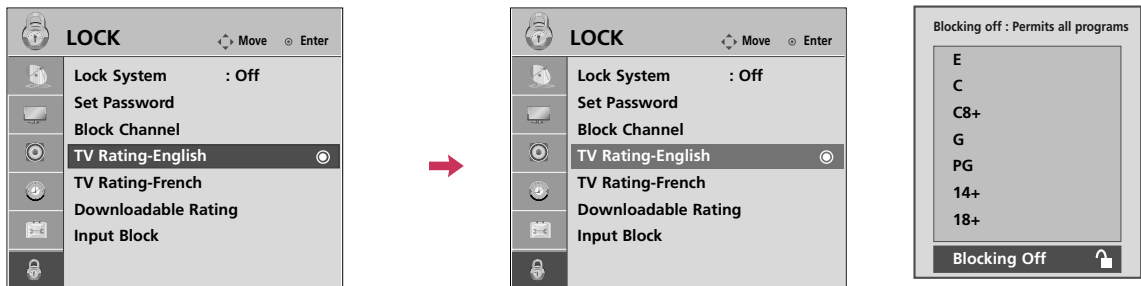 LOCK Move Enter
Lock System : Off
Set Password
Block Channel
TV Rating-English
TV Rating-French
Downloadable Rating
Input Block
LOCK Move Enter
Lock System : Off
Set Password
Block Channel
TV Rating-English
TV Rating-French
Downloadable Rating
Input Block
Blocking off : Permits all programs
E
C
C8+
G
PG
14+
18+
Blocking Off